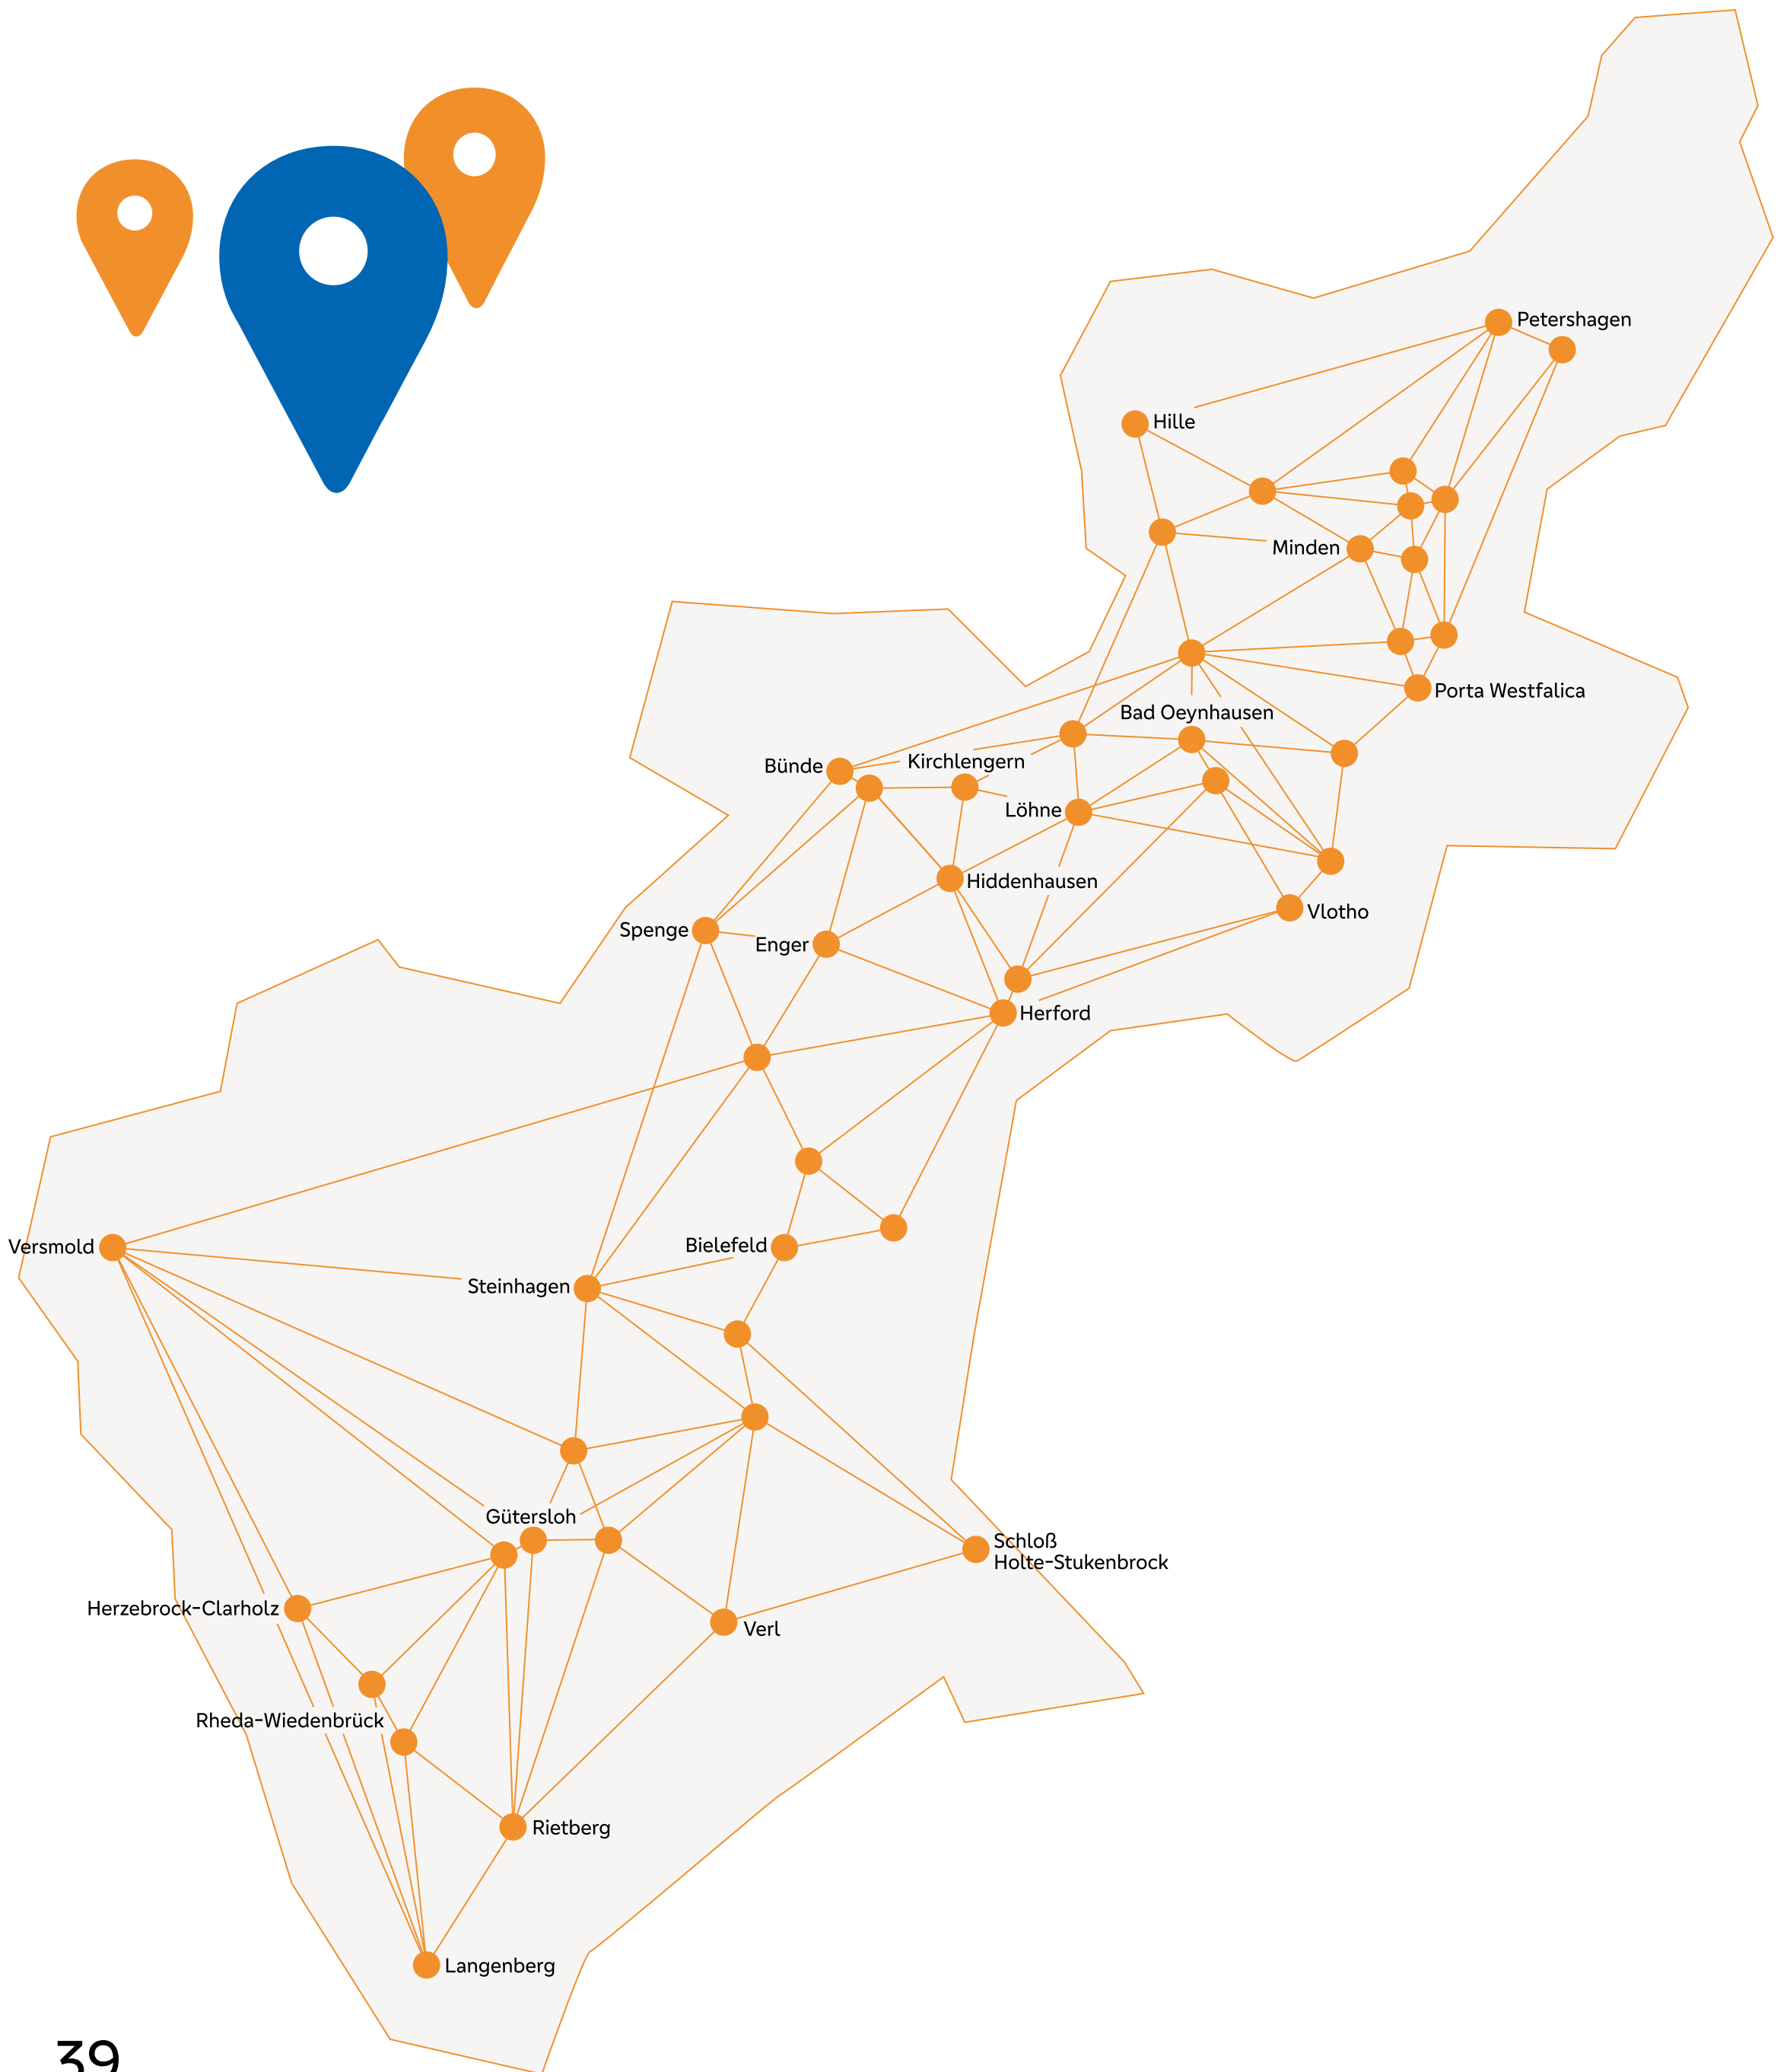 Petershagen
Hille
Minden
Porta Westfalica
Bad Oeynhausen
Kirchlengern
Bünde
Löhne
Hiddenhausen
Vlotho
Spenge
Enger
Herford
Versmold
Bielefeld
Steinhagen
Gütersloh
Schloß
Holte-Stukenbrock
Herzebrock-Clarholz
Verl
Rheda-Wiedenbrück
Rietberg
Langenberg
39